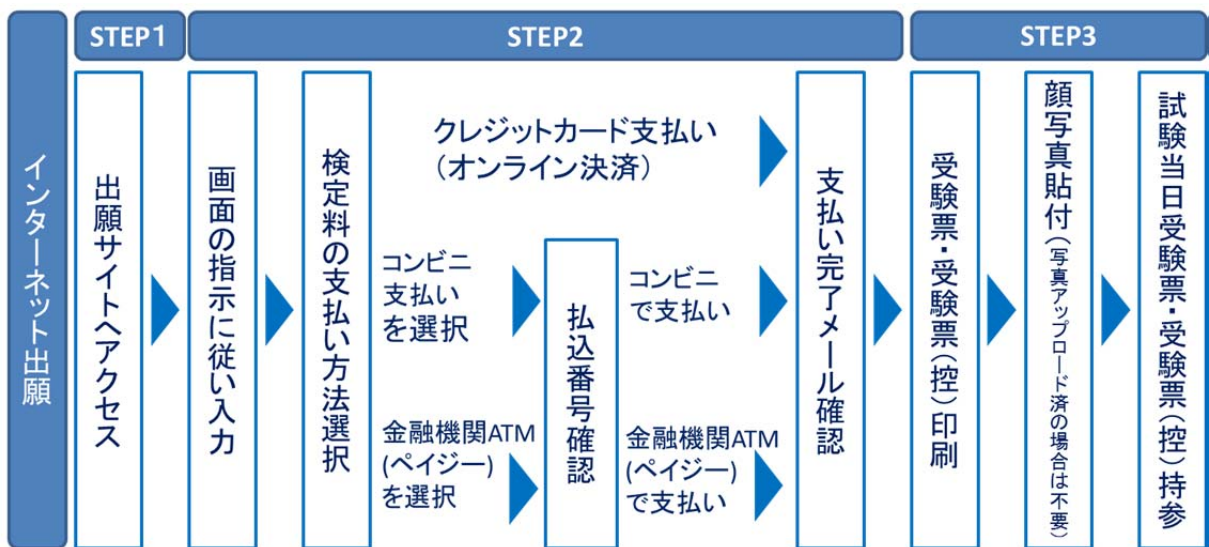 インターネット出願
STEP1
STEP2
STEP3
出願サイトへアクセス
画面の指示に従い入力
検定料の支払い方法選択
クレジットカード支払い
(オンライン決済)
コンビニ
支払い
を選択
金融機関ATM
(ペイジー)
を選択
払込番号確認
コンビニ
で支払い
金融機関ATM
(ペイジー)
で支払い
支払い完了メール確認
受験票・受験票(控)印刷
顔写真貼付(写真アップロード済の場合は不要)
試験当日受験票・受験票(控)持参